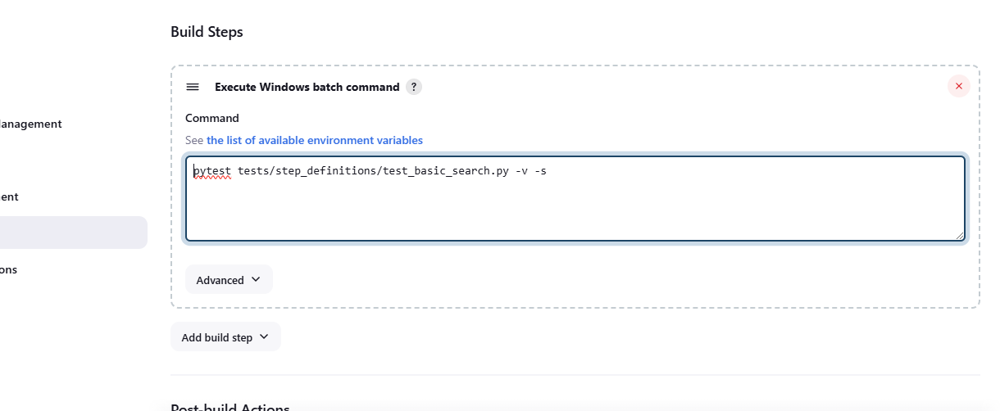 Build Steps
Execute Windows batch command ?
Command
anagement
See the list of available environment variables
pytest tests/step_definitions/test_basic_search.py -v -s
ent
ons
Advanced
Add build step
Post-build Actions